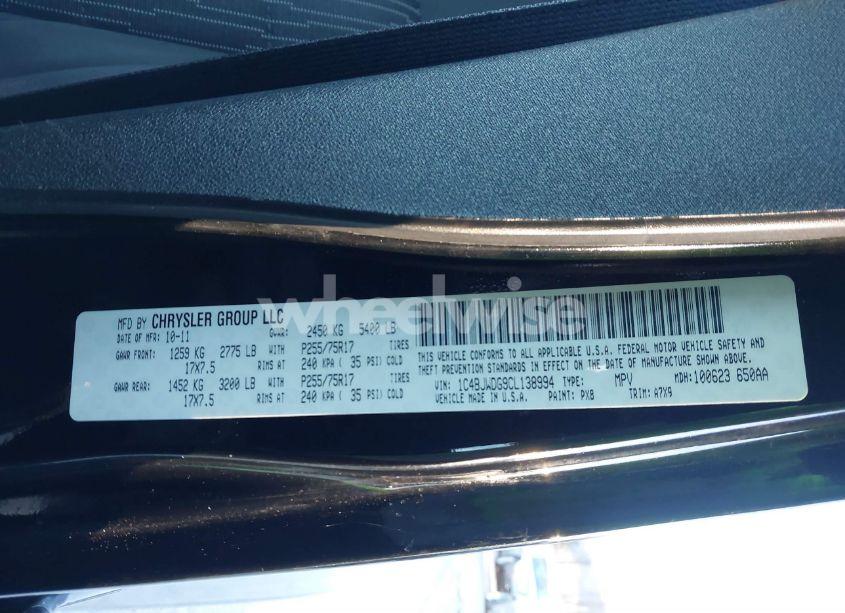 MFD BY CHRYSLER GROUP LLC
DATE OF MFR: 10-11 GVWR: 2450 KG 5400 LB
GAWR FRONT: 1259 KG 2775 LB WITH P255/75R17 TIRES
17X7.5 RIMS AT 240 KPA ( 35 PSI) COLD
GAWR REAR: 1452 KG 3200 LB WITH P255/75R17 TIRES
17X7.5 RIMS AT 240 KPA ( 35 PSI) COLD
THIS VEHICLE CONFORMS TO ALL APPLICABLE U.S.A. FEDERAL MOTOR VEHICLE SAFETY AND
THEFT PREVENTION STANDARDS IN EFFECT ON THE DATE OF MANUFACTURE SHOWN ABOVE.
VIN: 1C4BJWDG9CL138994 TYPE: MPV MDH: 100623 650AA
VEHICLE MADE IN U.S.A. PAINT: PX8 TRIM: A7X9
wheelwise